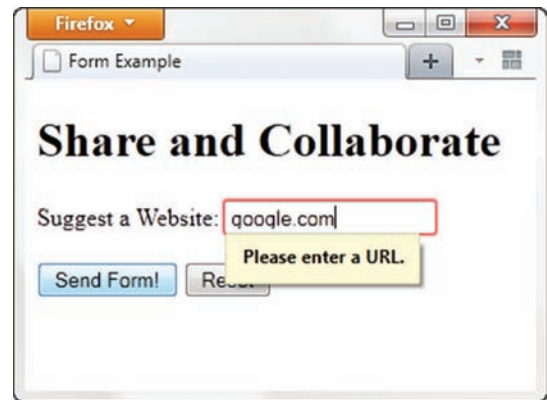 Firefox
Form Example
Share and Collaborate
Suggest a Website: google.com
Please enter a URL.
Send Form!